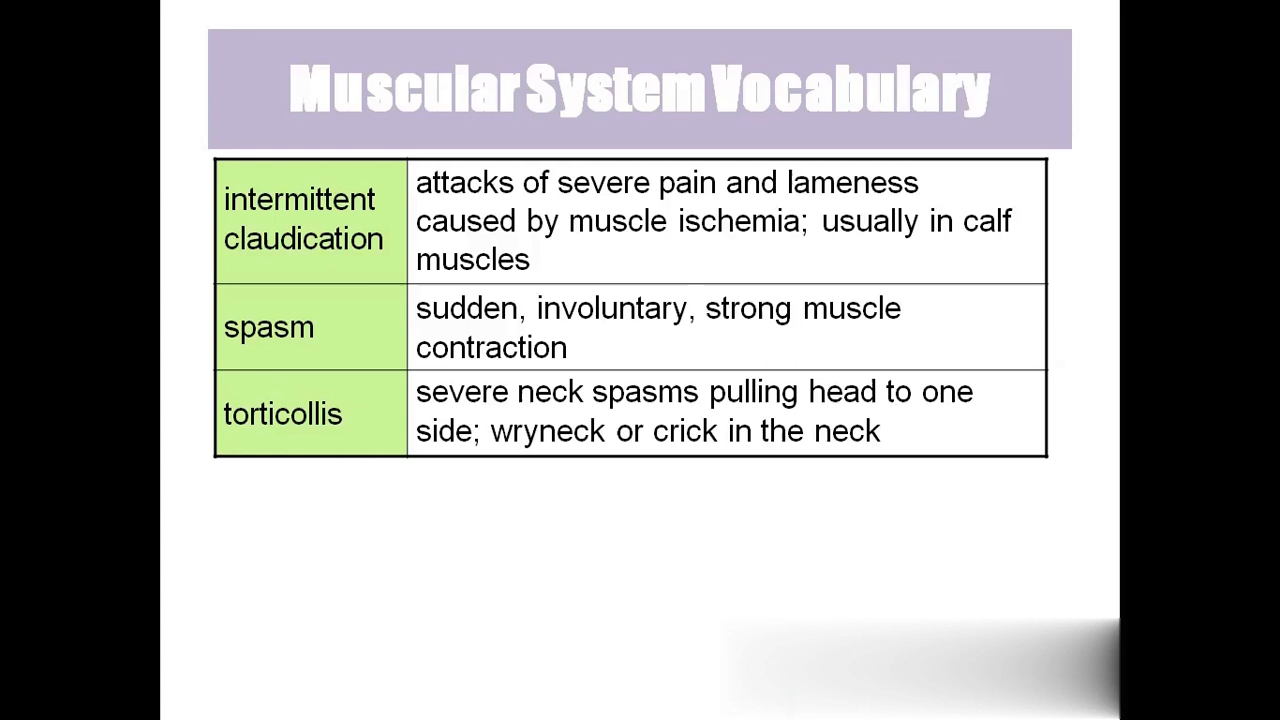 Muscular System Vocabulary
intermittent
claudication
attacks of severe pain and lameness
caused by muscle ischemia; usually in calf
muscles
spasm
sudden, involuntary, strong muscle
contraction
torticollis
severe neck spasms pulling head to one
side; wryneck or crick in the neck